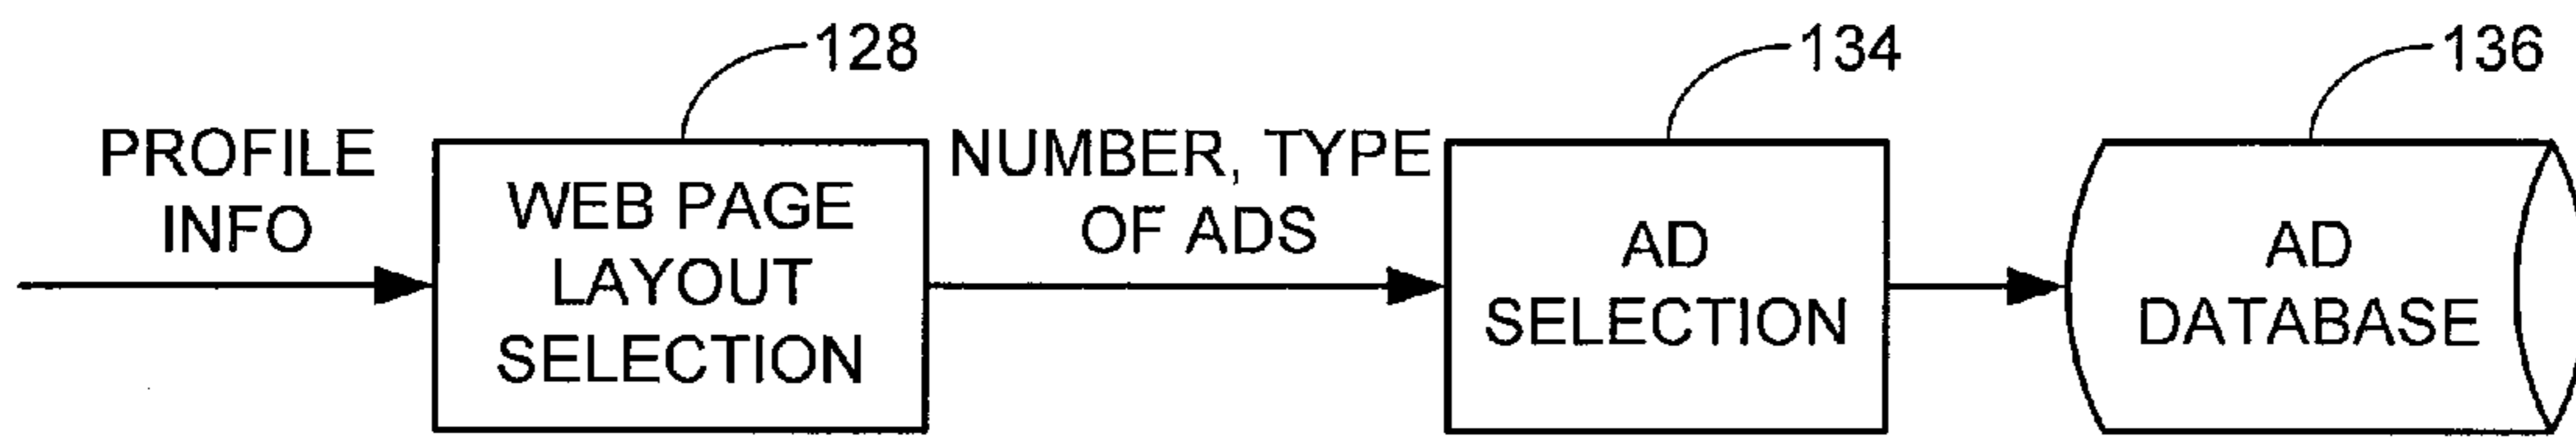 128
134
136
PROFILE
INFO
WEB PAGE
LAYOUT
SELECTION
NUMBER, TYPE
OF ADS
AD
SELECTION
AD
DATABASE